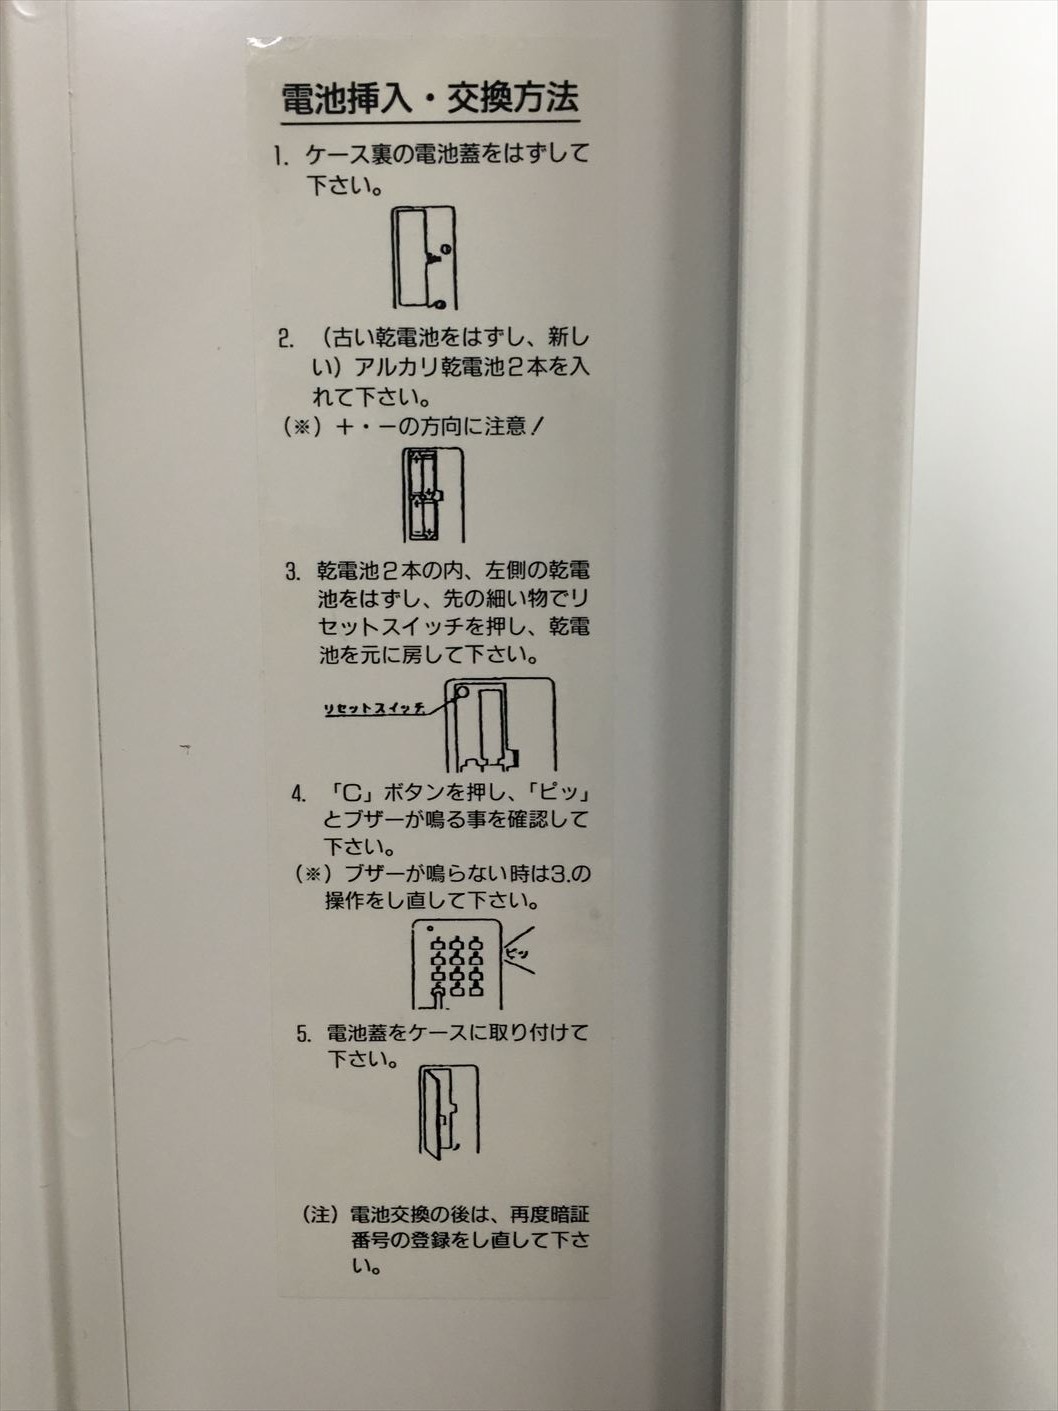 電池挿入・交換方法
1. ケース裏の電池蓋をはずして
下さい。
2. （古い乾電池をはずし、新し
い）アルカリ乾電池2本を入
れて下さい。
（※）＋・－の方向に注意！
3. 乾電池2本の内、左側の乾電
池をはずし、先の細い物でリ
セットスイッチを押し、乾電
池を元に房して下さい。
リセットスイッチ
4. 「C」ボタンを押し、「ピッ」
とブザーが鳴る事を確認して
下さい。
（※）ブザーが鳴らない時は3.の
操作をし直して下さい。
ピッ
5. 電池蓋をケースに取り付けて
下さい。
（注）電池交換の後は、再度暗証
番号の登録をし直して下さ
い。